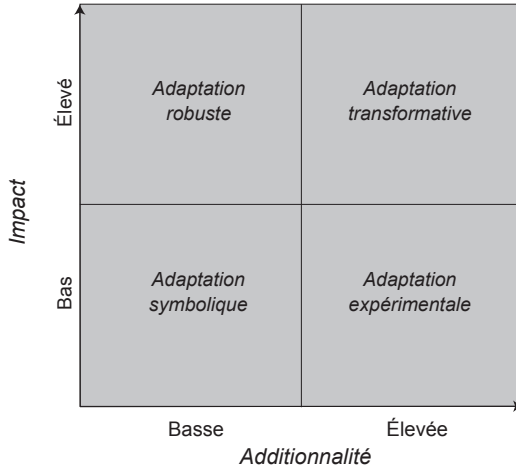 Impact
Élevé
Adaptation
robuste
Adaptation
transformative
Bas
Adaptation
symbolique
Adaptation
expérimentale
Basse
Élevée
Additionnalité